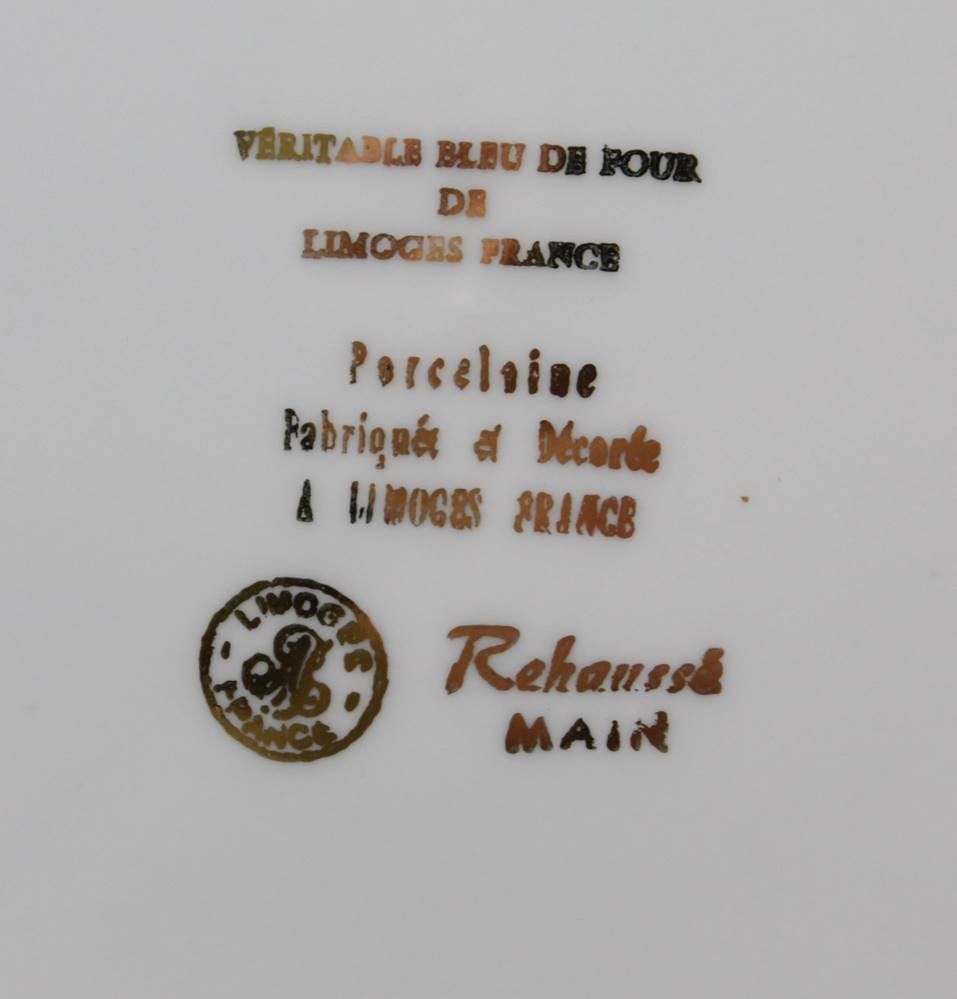 VÉRITABLE BLEU DE FOUR
DE
LIMOGES FRANCE
Porcelaine
Fabriquée et Décorée
A LIMOGES FRANCE
LIMOGES
FRANCE
Rehaussé
MAIN